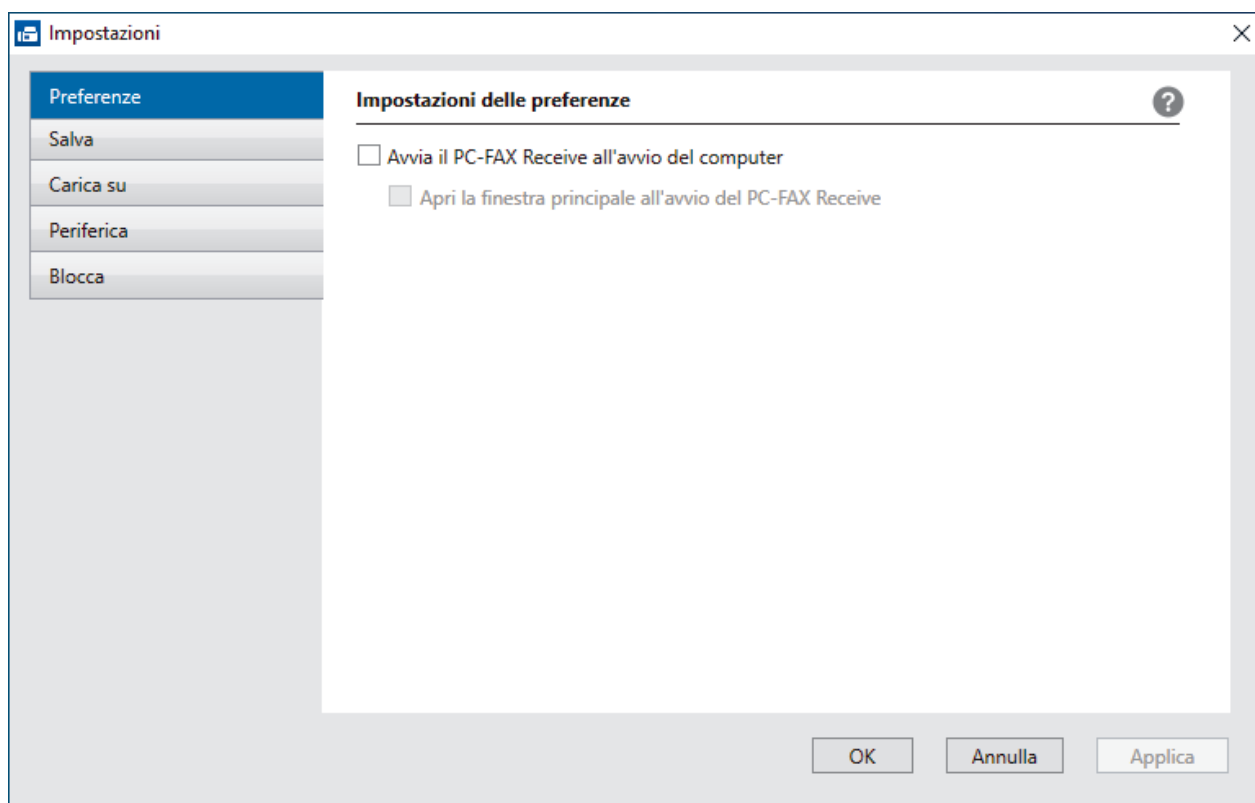 Impostazioni
Preferenze
Salva
Carica su
Periferica
Blocca
Impostazioni delle preferenze
?
Avvia il PC-FAX Receive all'avvio del computer
Apri la finestra principale all'avvio del PC-FAX Receive
OK
Annulla
Applica